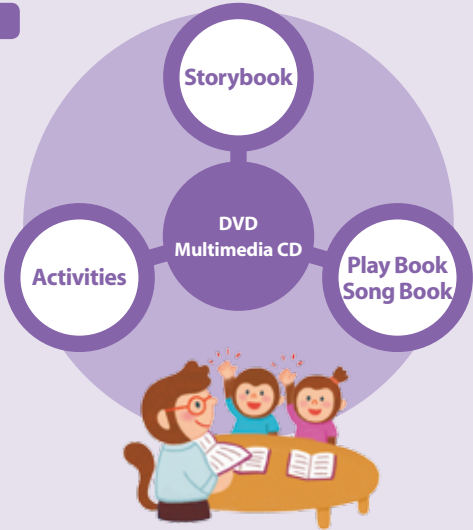 Storybook
DVD
Multimedia CD
Activities
Play Book
Song Book